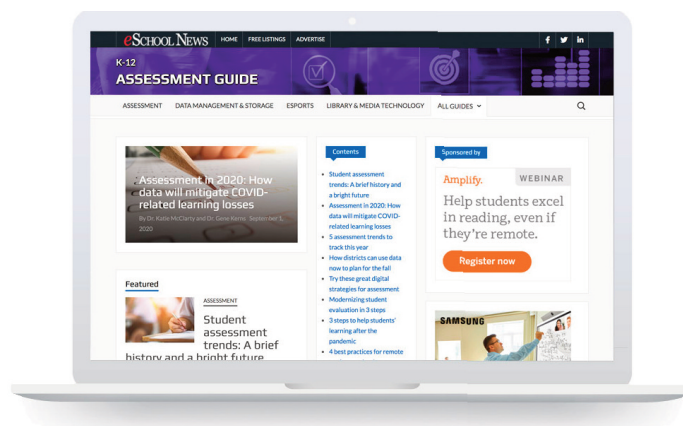 eSCHOOL NEWS HOME FREE LISTINGS ADVERTISE
K-12
ASSESSMENT GUIDE
ASSESSMENT DATA MANAGEMENT & STORAGE ESPORTS LIBRARY & MEDIA TECHNOLOGY ALL GUIDES
Assessment in 2020: How
data will mitigate COVID-
related learning losses
By Dr. Katie McClarty and Dr. Gene Kerns September 1,
2020
Featured
ASSESSMENT
Student
assessment
trends: A brief
history and a bright future
Contents
Student assessment
trends: A brief history and
a bright future
Assessment in 2020: How
data will mitigate COVID-
related learning losses
5 assessment trends to
track this year
How districts can use data
now to plan for the fall
Try these great digital
strategies for assessment
Modernizing student
evaluation in 3 steps
3 steps to help students'
learning after the
pandemic
4 best practices for remote
Sponsored by
Amplify. WEBINAR
Help students excel
in reading, even if
they're remote.
Register now
SAMSUNG